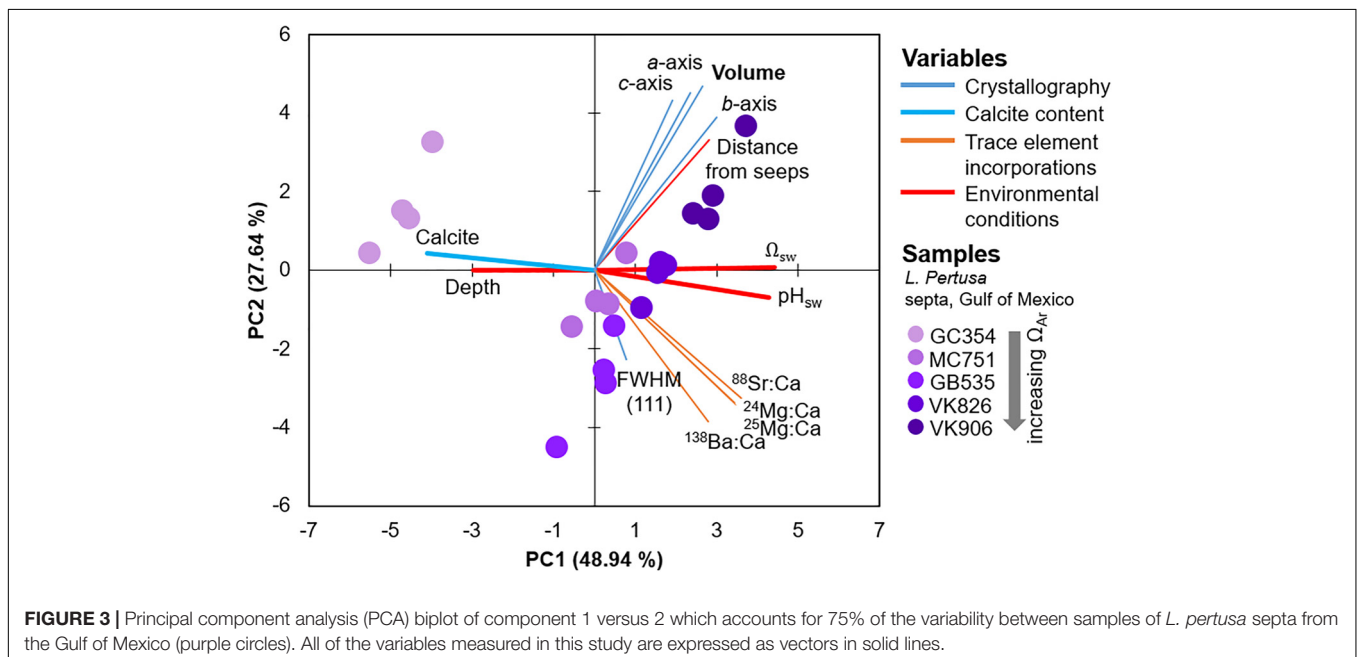 6
4
2
0
-2
-4
-6
-7
-5
-3
-1
1
3
5
7
PC2 (27.64 %)
PC1 (48.94 %)
a-axis
c-axis
Volume
b-axis
Distance
from seeps
Calcite
Depth
Ωsw
pHsw
FWHM
(111)
88Sr:Ca
24Mg:Ca
25Mg:Ca
138Ba:Ca
Variables
Crystallography
Calcite content
Trace element
incorporations
Environmental
conditions
Samples
L. Pertusa
septa, Gulf of Mexico
GC354
MC751
GB535
VK826
VK906
increasing ΩAr
FIGURE 3 | Principal component analysis (PCA) biplot of component 1 versus 2 which accounts for 75% of the variability between samples of L. pertusa septa from
the Gulf of Mexico (purple circles). All of the variables measured in this study are expressed as vectors in solid lines.